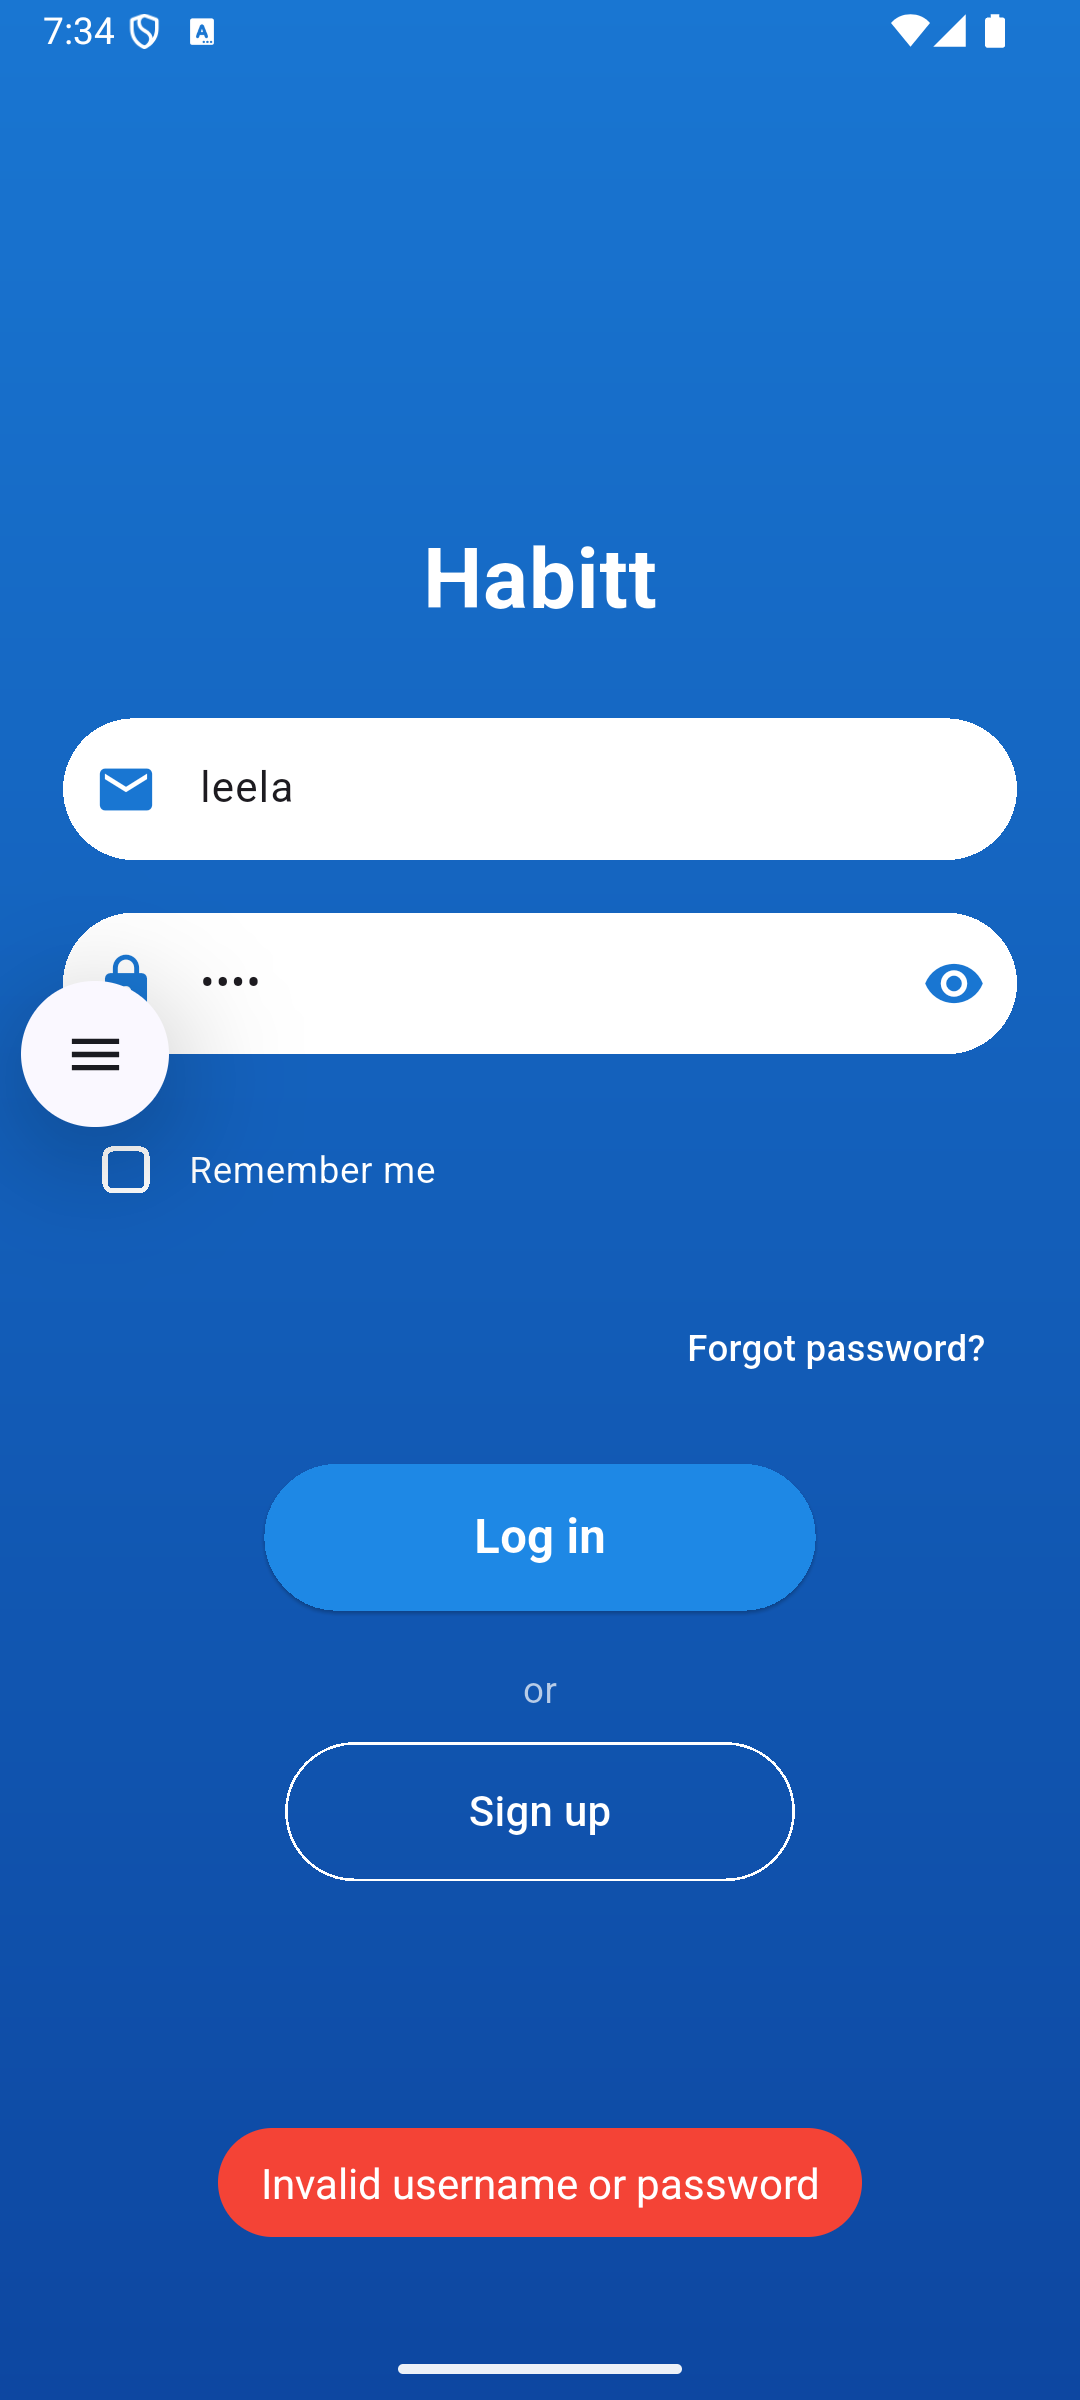 7:34
Habitt
leela
••••
Remember me
Forgot password?
Log in
or
Sign up
Invalid username or password